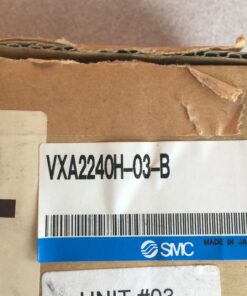 VXA2240H-03-B
SMC
MADE IN JA
UNIT #03